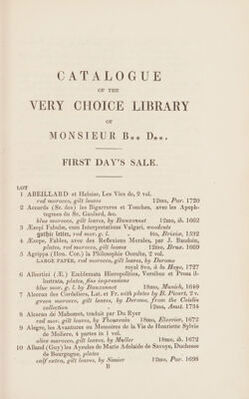 CATALOGUE
OF THE
VERY CHOICE LIBRARY
OF
MONSIEUR B.. D...
FIRST DAY'S SALE.
LOT
1 ABEILLARD et Heloise, Les Vies de, 2 vol.
red morocco, gilt leaves 12mo, Par. 1720
2 Accords (Sr. des) les Bigarrures et Touches, avec les Apoph-
tegmes du Sr. Gaulard, &c.
blue morocco, gilt leaves, by Bauzonnet 12mo, ib. 1662
3 Æsopi Fabulæ, cum Interpretatione Vulgari, woodcuts
gothic letter, red mor. g. l. 4to, Brixiæ, 1592
4 Æsope, Fables, avec des Reflexions Morales, par J. Baudoin,
plates, red morocco, gilt leaves 12mo, Brux. 1669
5 Agrippa (Hen. Cor.) la Philosophie Occulte, 2 vol.
LARGE PAPER, red morocco, gilt leaves, by Derome
royal 8vo, à la Haye, 1727
6 Albertini (Æ.) Emblemata Hieropolitica, Versibus et Prosa il-
lustrata, plates, fine impressions
blue mor. g. l. by Bauzonnet 18mo, Munich, 1649
7 Alcoran des Cordeliers, Lat. et Fr. with plates by B. Picart, 2 v.
green morocco, gilt leaves, by Derome, from the Coislin
collection 12mo, Amst. 1734
8 Alcoran de Mahomet, traduit par Du Ryer
red mor. gilt leaves, by Thouvenin 18mo, Elzevier, 1672
9 Alegre, les Avantures ou Memoires de la Vie de Henriette Sylvie
de Moliere, 4 parties in 1 vol.
olive morocco, gilt leaves, by Muller 18mo, ib. 1672
10 Alland (Guy) les Ayeules de Marie Adelaide de Savoye, Duchesse
de Bourgogne, plates
calf extra, gilt leaves, by Simier 12mo, Par. 1698
B